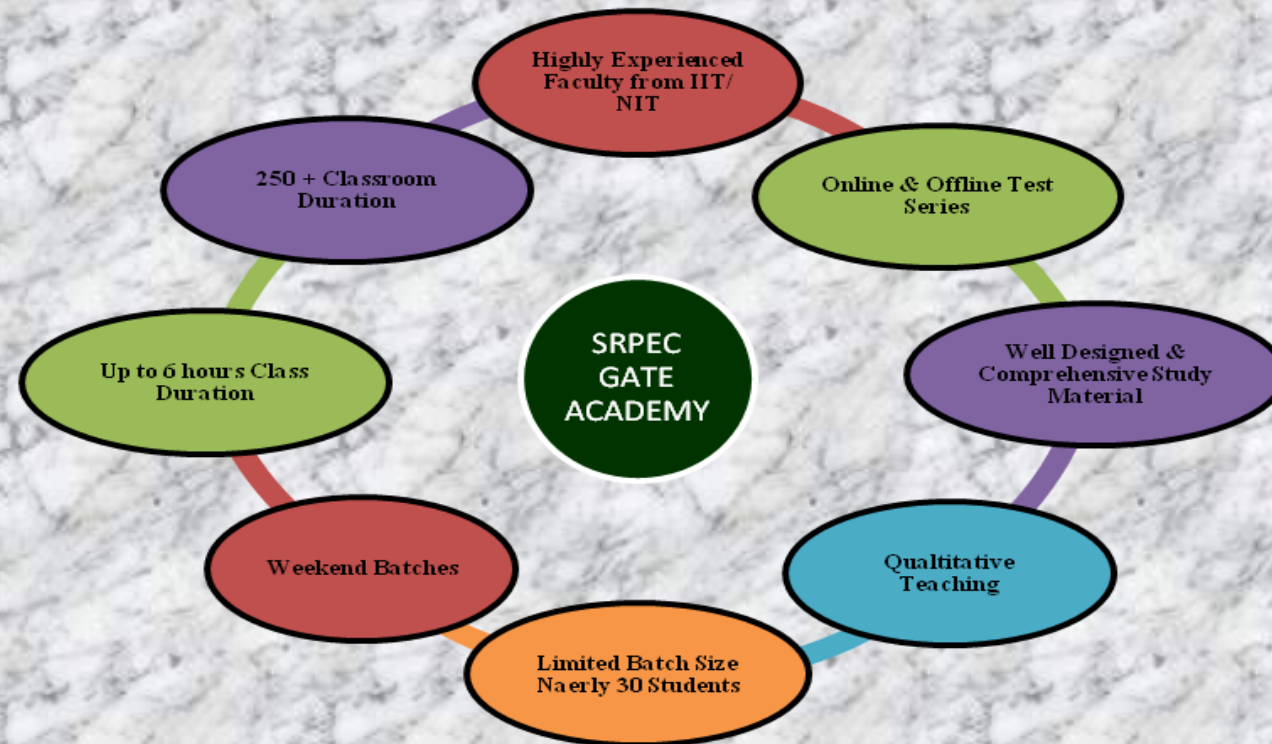 Highly Experienced
Faculty from IIT/
NIT
Online & Offline Test
Series
Well Designed &
Comprehensive Study
Material
Qualtitative
Teaching
Limited Batch Size
Naerly 30 Students
Weekend Batches
Up to 6 hours Class
Duration
250 + Classroom
Duration
SRPEC
GATE
ACADEMY